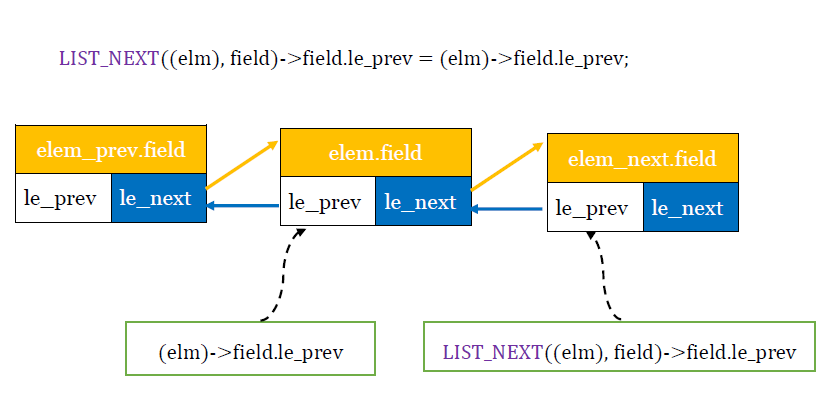 LIST_NEXT((elm), field)->field.le_prev = (elm)->field.le_prev;
elem_prev.field
elem.field
elem_next.field
le_prev
le_next
le_prev
le_next
le_prev
le_next
(elm)->field.le_prev
LIST_NEXT((elm), field)->field.le_prev